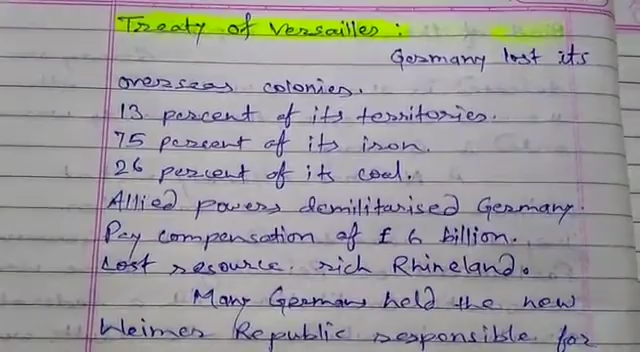 Treaty of Versailles :
Germany lost its
overseas colonies.
13 percent of its territories.
75 percent of its iron.
26 percent of its coal.
Allied powers demilitarised Germany.
Pay compensation of £ 6 billion.
Lost resource rich Rhineland.
Many Germans held the new
Weimer Republic responsible for